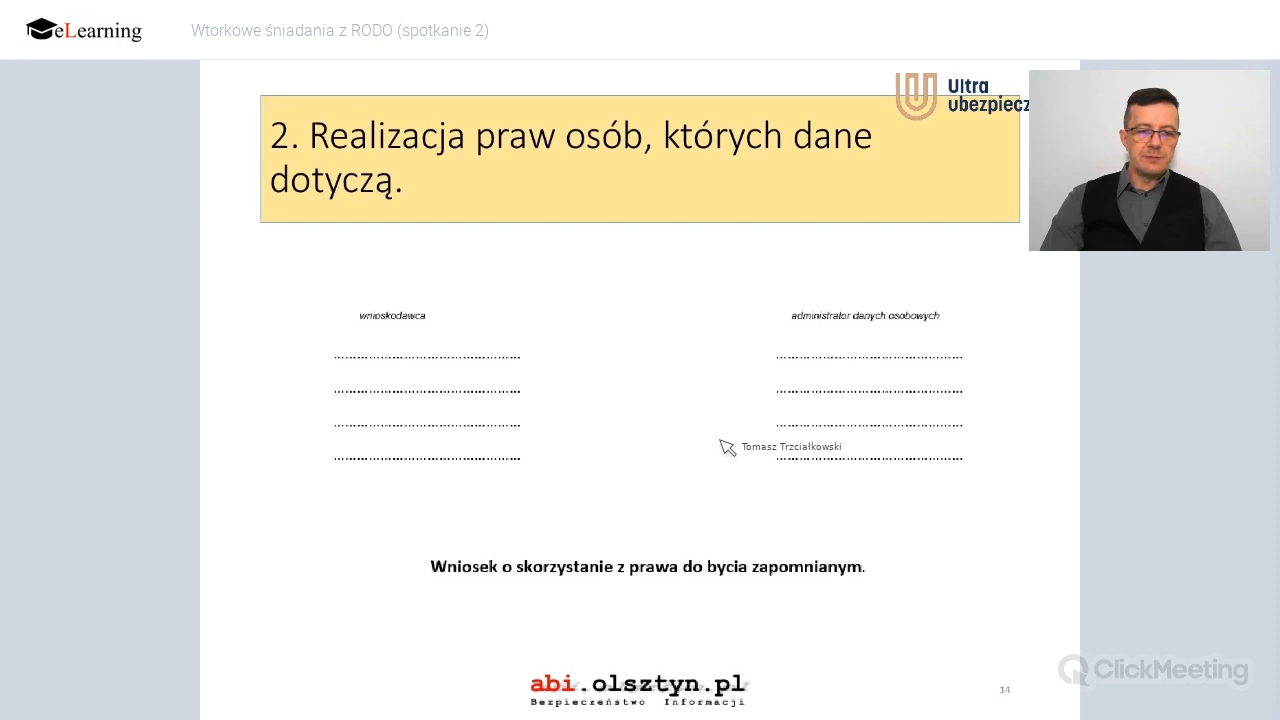 eLearning
Wtorkowe śniadania z RODO (spotkanie 2)
Ultra
ubezpiecz
2. Realizacja praw osób, których dane
dotyczą.
wnioskodawca
administrator danych osobowych
Tomasz Trzciałkowski
Wniosek o skorzystanie z prawa do bycia zapomnianym.
abi.olsztyn.pl
Bezpieczeństwo Informacji
14
ClickMeeting